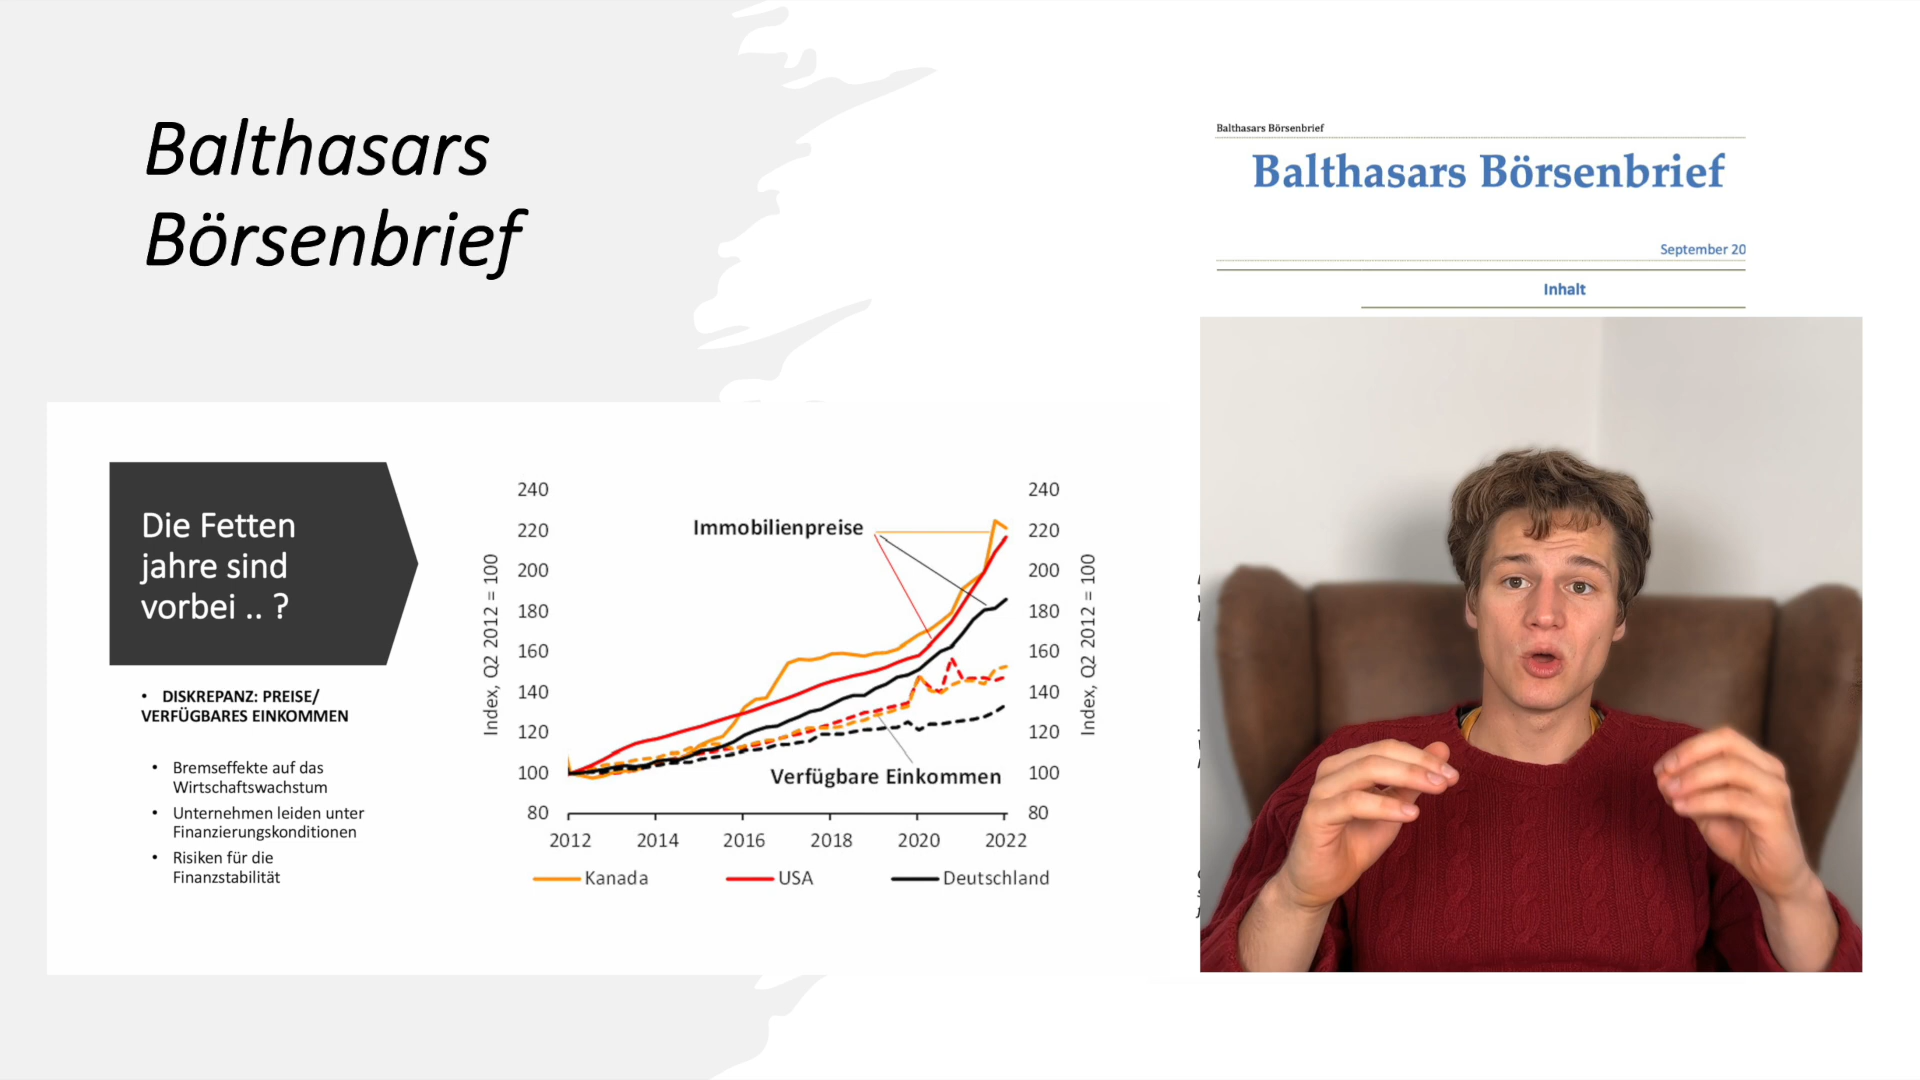 Balthasars
Börsenbrief
Balthasars Börsenbrief
Balthasars Börsenbrief
September 20
Inhalt
Die Fetten
jahre sind
vorbei .. ?
• DISKREPANZ: PREISE/
VERFÜGBARES EINKOMMEN
• Bremseffekte auf das
Wirtschaftswachstum
• Unternehmen leiden unter
Finanzierungskonditionen
• Risiken für die
Finanzstabilität
Index, Q2 2012 = 100
240
220
200
180
160
140
120
100
80
Immobilienpreise
Verfügbare Einkommen
240
220
200
180
160
140
120
100
80
Index, Q2 2012 = 100
2012 2014 2016 2018 2020 2022
Kanada USA Deutschland